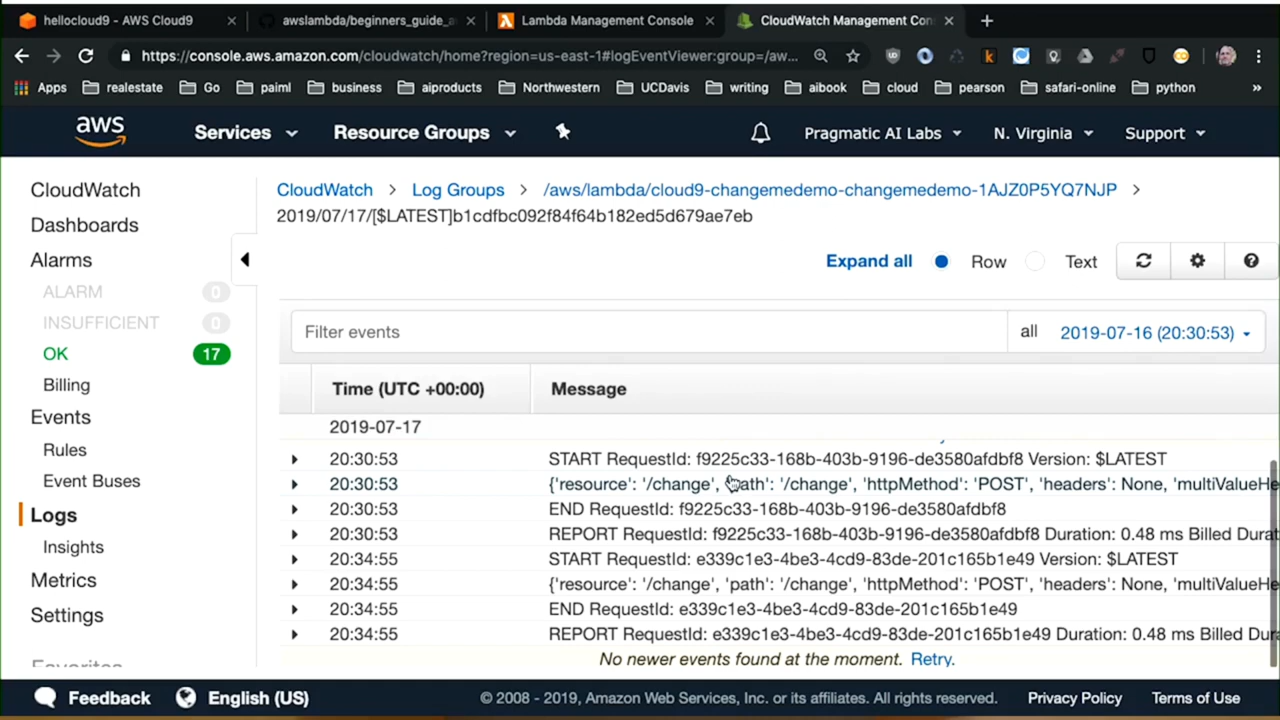 hellocloud9 - AWS Cloud9
awslambda/beginners_guide_a
Lambda Management Console
CloudWatch Management Con
https://console.aws.amazon.com/cloudwatch/home?region=us-east-1#logEventViewer:group=/aw...
Apps realestate Go paiml business aiproducts Northwestern UCDavis writing aibook cloud pearson safari-online python »
aws Services Resource Groups Pragmatic AI Labs N. Virginia Support
CloudWatch
Dashboards
Alarms
ALARM 0
INSUFFICIENT 0
OK 17
Billing
Events
Rules
Event Buses
Logs
Insights
Metrics
Settings
Favorites
CloudWatch > Log Groups > /aws/lambda/cloud9-changemedemo-changemedemo-1AJZ0P5YQ7NJP >
2019/07/17/[$LATEST]b1cdfbc092f84f64b182ed5d679ae7eb
Expand all Row Text
Filter events all 2019-07-16 (20:30:53)
Time (UTC +00:00) Message
2019-07-17
20:30:53 START RequestId: f9225c33-168b-403b-9196-de3580afdbf8 Version: $LATEST
20:30:53 {'resource': '/change', 'path': '/change', 'httpMethod': 'POST', 'headers': None, 'multiValueHe
20:30:53 END RequestId: f9225c33-168b-403b-9196-de3580afdbf8
20:30:53 REPORT RequestId: f9225c33-168b-403b-9196-de3580afdbf8 Duration: 0.48 ms Billed Durat
20:34:55 START RequestId: e339c1e3-4be3-4cd9-83de-201c165b1e49 Version: $LATEST
20:34:55 {'resource': '/change', 'path': '/change', 'httpMethod': 'POST', 'headers': None, 'multiValueHe
20:34:55 END RequestId: e339c1e3-4be3-4cd9-83de-201c165b1e49
20:34:55 REPORT RequestId: e339c1e3-4be3-4cd9-83de-201c165b1e49 Duration: 0.48 ms Billed Dura
No newer events found at the moment. Retry.
Feedback English (US) © 2008 - 2019, Amazon Web Services, Inc. or its affiliates. All rights reserved. Privacy Policy Terms of Use